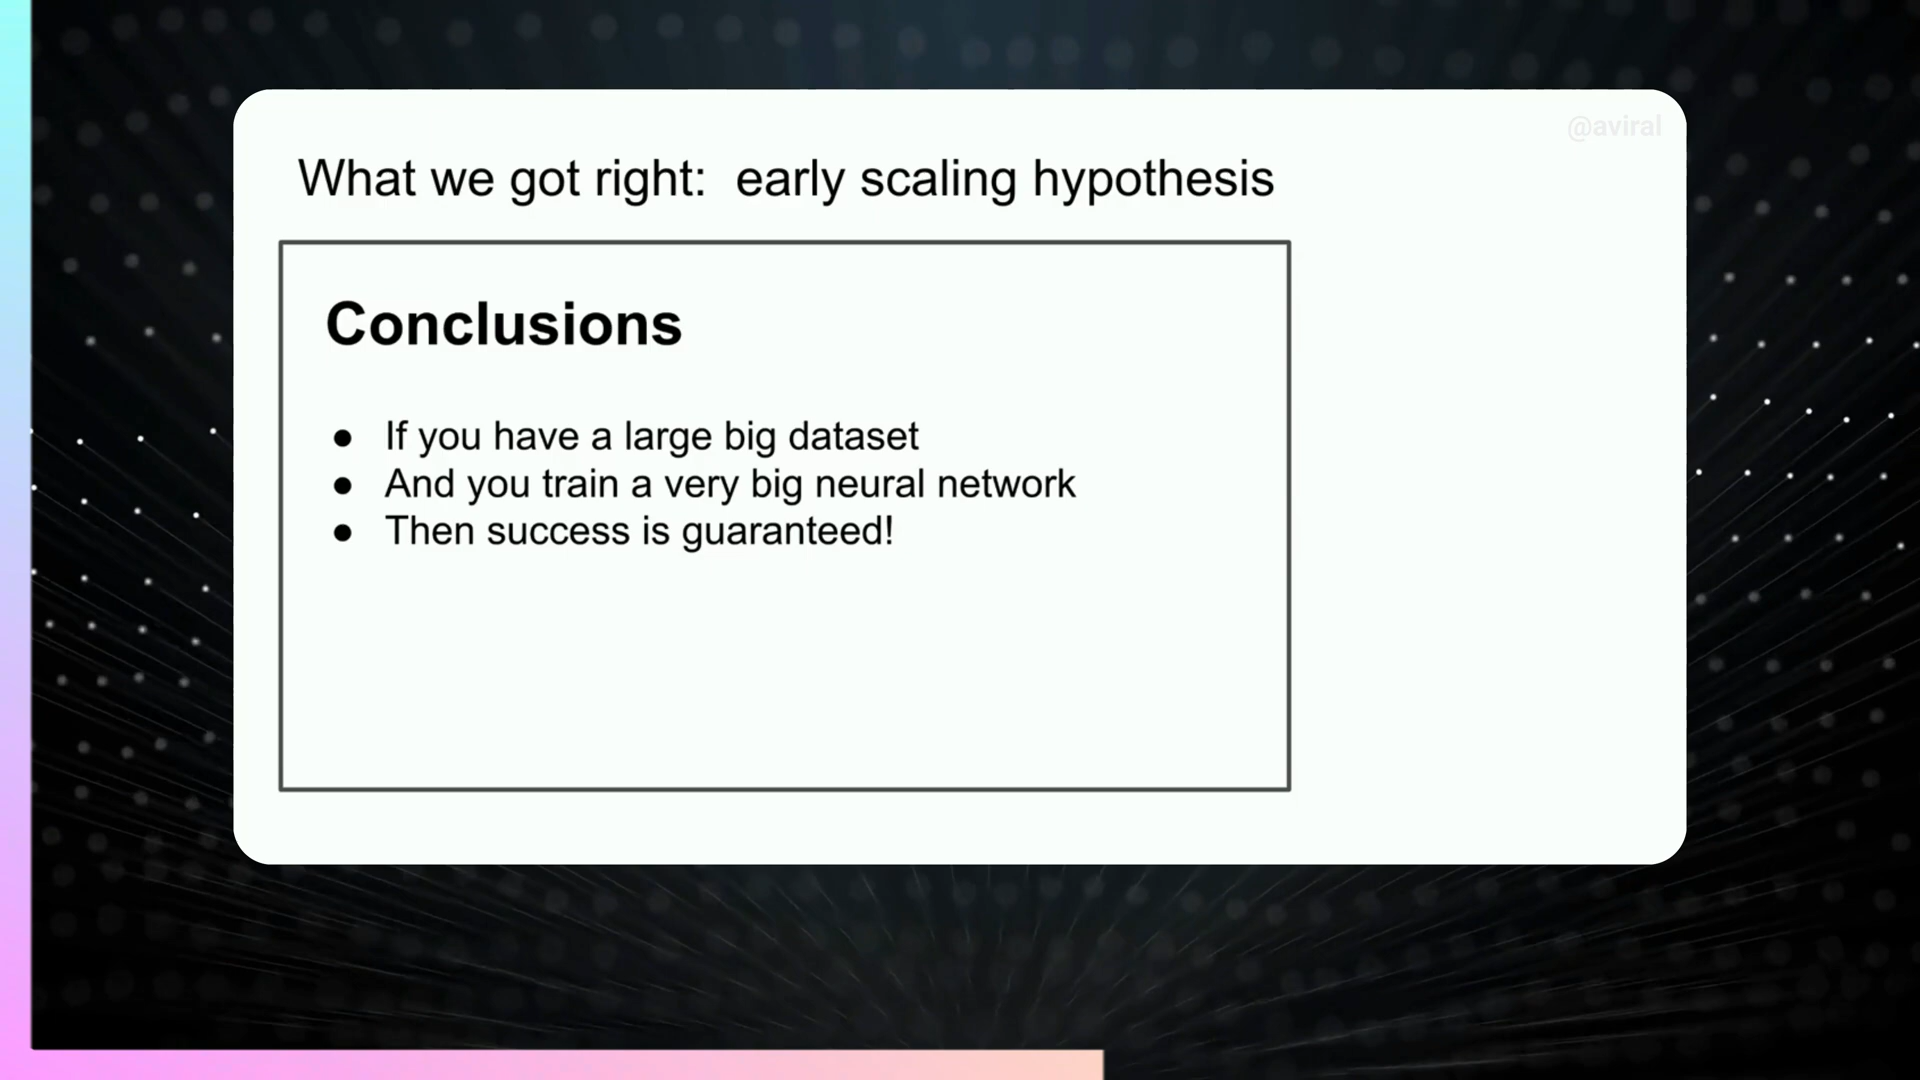 @aviral
What we got right:  early scaling hypothesis
Conclusions
● If you have a large big dataset
● And you train a very big neural network
● Then success is guaranteed!